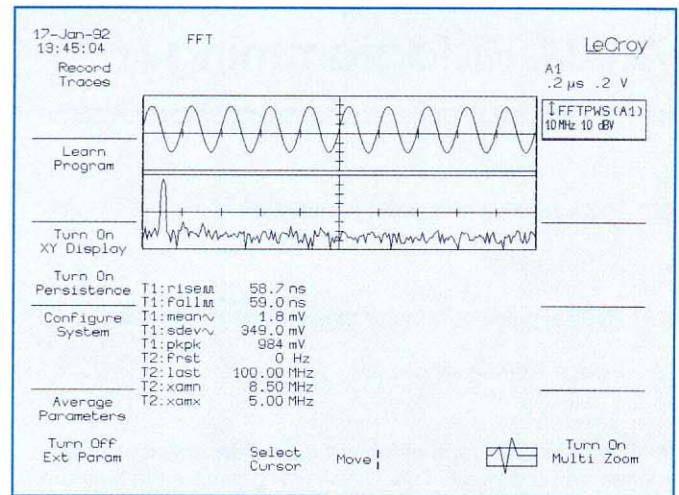 17-Jan-92
13:45:04
FFT
LeCroy
Record
Traces
A1
.2 µs .2 V
↕FFTPWS(A1)
10 MHz 10 dBV
Learn
Program
Turn On
XY Display
Turn On
Persistence
Configure
System
T1:rise 58.7 ns
T1:fall 59.0 ns
T1:mean∿ 1.8 mV
T1:sdev∿ 349.0 mV
T1:pkpk 984 mV
T2:frst 0 Hz
T2:last 100.00 MHz
T2:xamn 8.50 MHz
T2:xamx 5.00 MHz
Average
Parameters
Turn Off
Ext Param
Select
Cursor
Move
Turn On
Multi Zoom